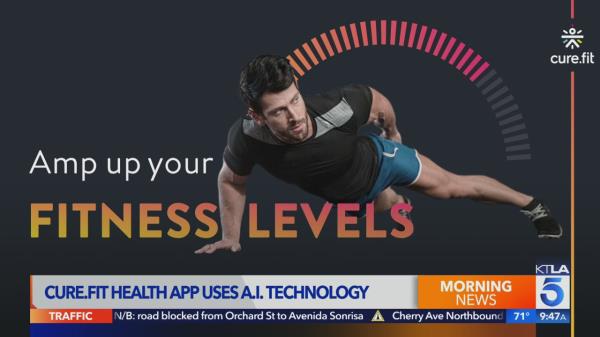 cure.fit
Amp up your
FITNESS LEVELS
KTLA
5
CURE.FIT HEALTH APP USES A.I. TECHNOLOGY
MORNING
NEWS
TRAFFIC N/B: road blocked from Orchard St to Avenida Sonrisa Cherry Ave Northbound 71° 9:47A